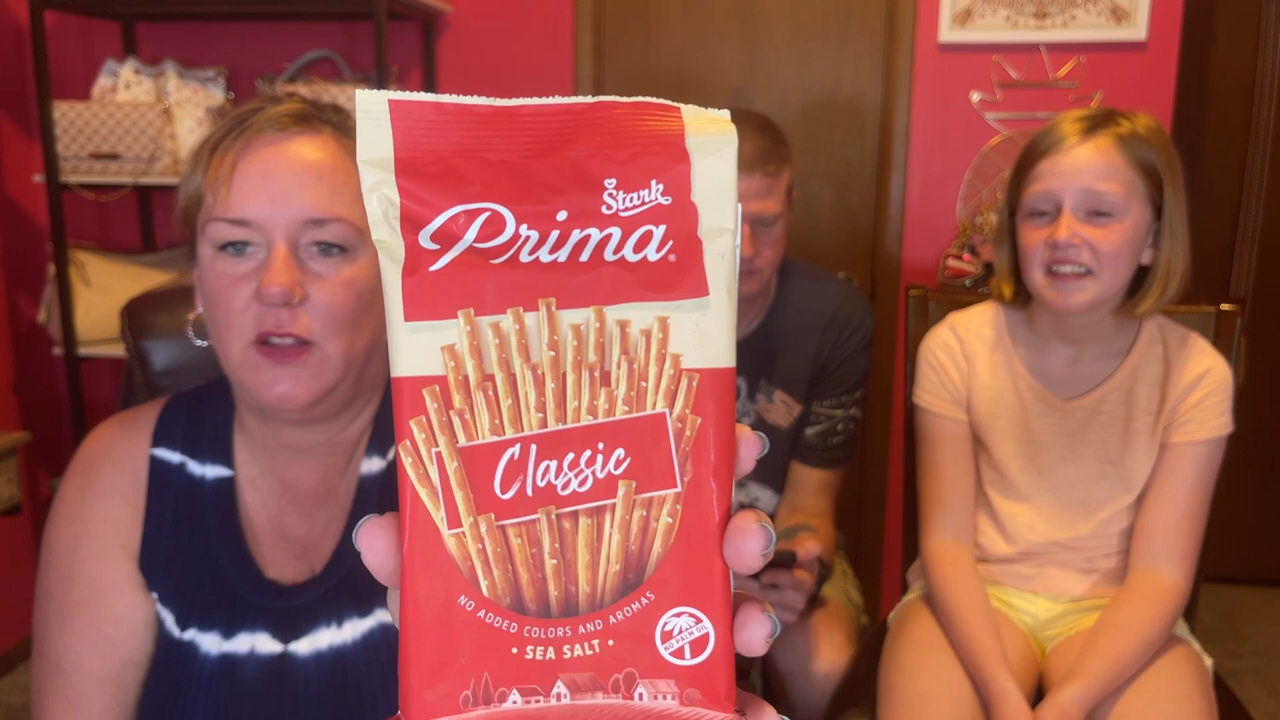 Štark
Prima®
Classic
NO ADDED COLORS AND AROMAS
• SEA SALT •
NO PALM OIL